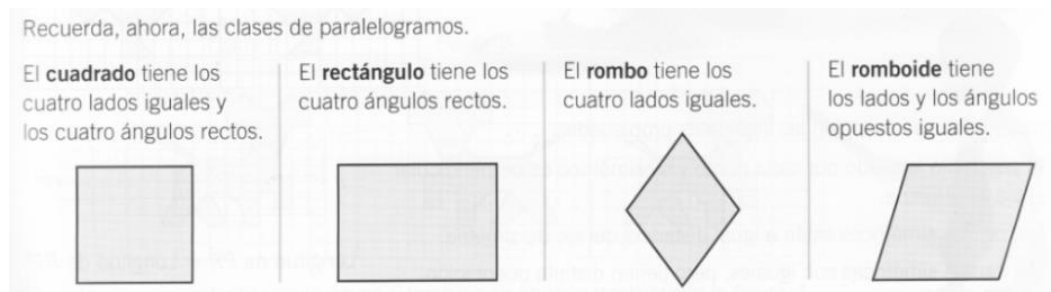 Recuerda, ahora, las clases de paralelogramos.
El cuadrado tiene los
cuatro lados iguales y
los cuatro ángulos rectos.
El rectángulo tiene los
cuatro ángulos rectos.
El rombo tiene los
cuatro lados iguales.
El romboide tiene
los lados y los ángulos
opuestos iguales.